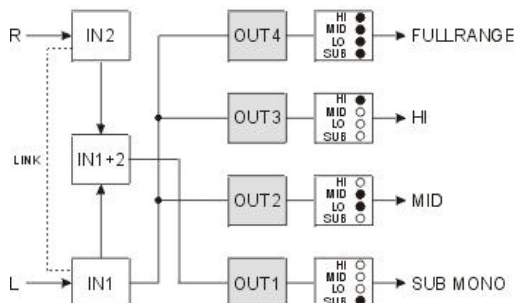 R IN2 OUT4 HI MID LO SUB FULLRANGE
OUT3 HI MID LO SUB HI
LINK IN1+2
OUT2 HI MID LO SUB MID
L IN1 OUT1 HI MID LO SUB SUB MONO